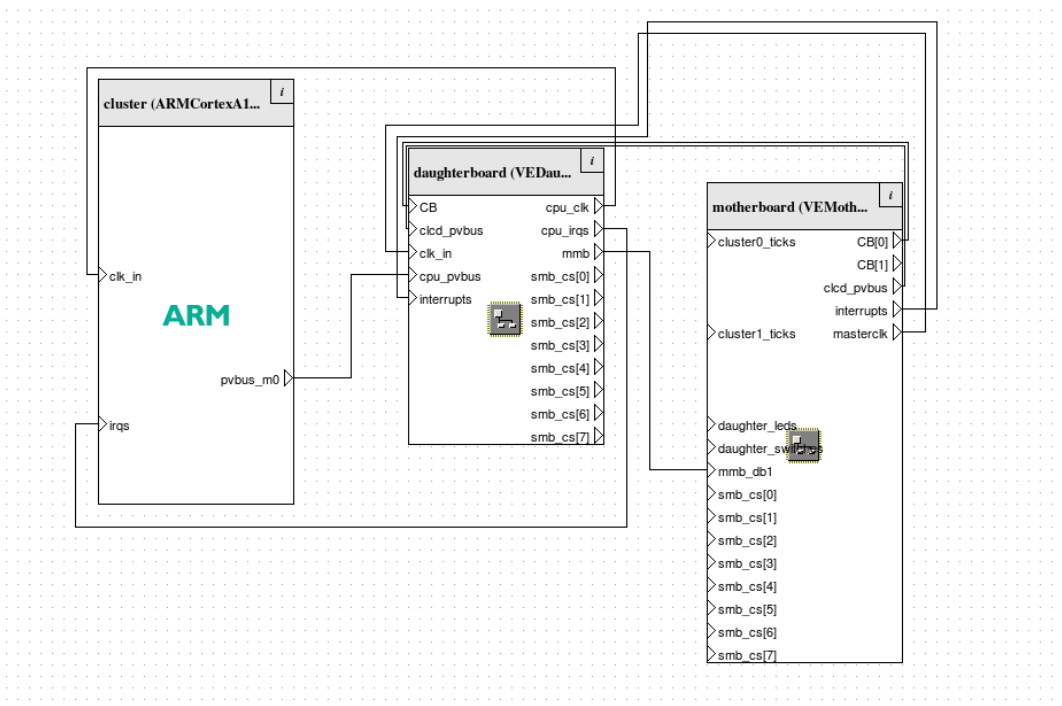 cluster (ARMCortexA1...
i
clk_in
ARM
pvbus_m0
irqs
daughterboard (VEDau...
i
CB
cpu_clk
clcd_pvbus
cpu_irqs
clk_in
mmb
cpu_pvbus
smb_cs[0]
interrupts
smb_cs[1]
smb_cs[2]
smb_cs[3]
smb_cs[4]
smb_cs[5]
smb_cs[6]
smb_cs[7]
motherboard (VEMoth...
i
cluster0_ticks
CB[0]
CB[1]
clcd_pvbus
interrupts
cluster1_ticks
masterclk
daughter_leds
daughter_switches
mmb_db1
smb_cs[0]
smb_cs[1]
smb_cs[2]
smb_cs[3]
smb_cs[4]
smb_cs[5]
smb_cs[6]
smb_cs[7]